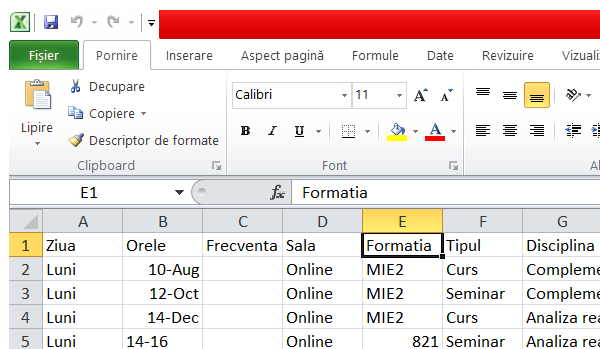 Fișier Pornire Inserare Aspect pagină Formule Date Revizuire Vizuali
Lipire
Decupare
Copiere
Descriptor de formate
Clipboard
Calibri 11
B I U A
Font
Al
E1 fx Formatia
A B C D E F G
1 Ziua Orele Frecventa Sala Formatia Tipul Disciplina
2 Luni 10-Aug Online MIE2 Curs Compleme
3 Luni 12-Oct Online MIE2 Seminar Compleme
4 Luni 14-Dec Online MIE2 Curs Analiza rea
5 Luni 14-16 Online 821 Seminar Analiza rea